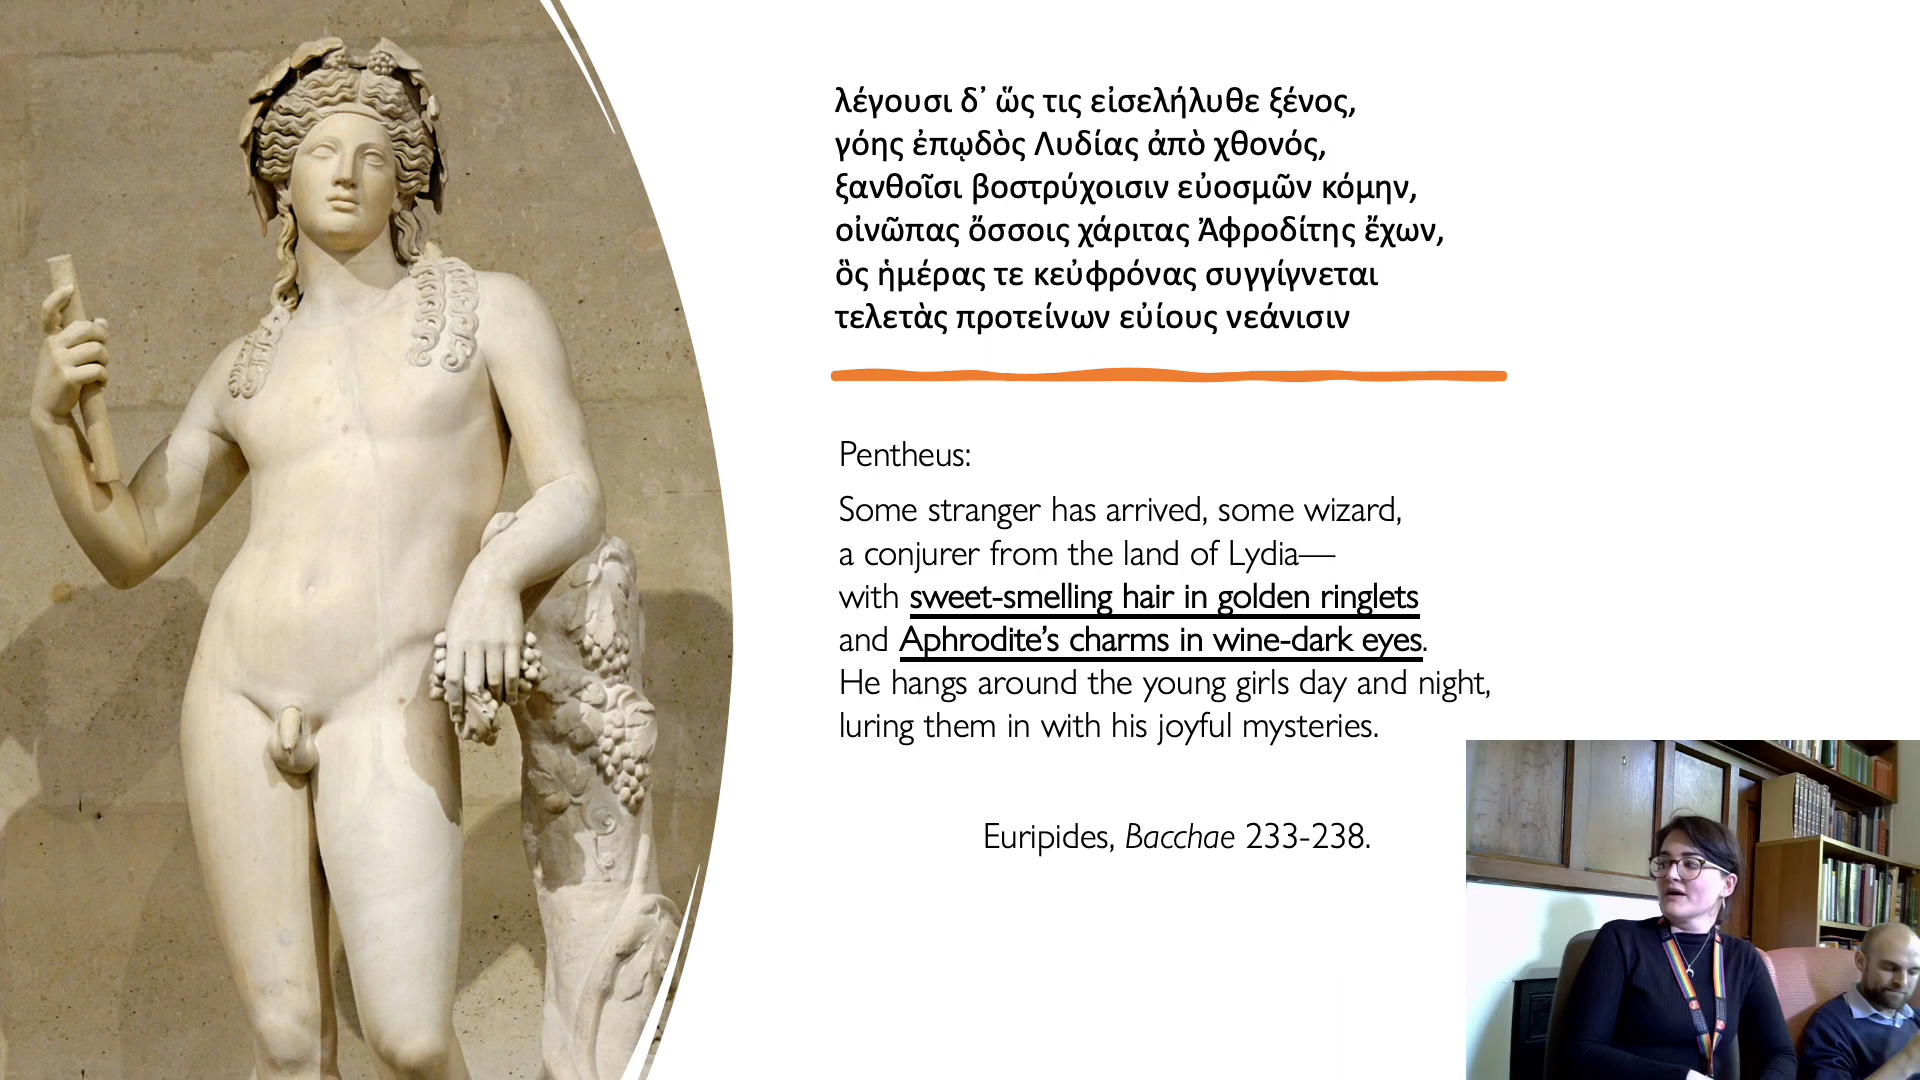 λέγουσι δ᾽ ὥς τις εἰσελήλυθε ξένος,
γόης ἐπῳδὸς Λυδίας ἀπὸ χθονός,
ξανθοῖσι βοστρύχοισιν εὐοσμῶν κόμην,
οἰνῶπας ὄσσοις χάριτας Ἀφροδίτης ἔχων,
ὃς ἡμέρας τε κεὐφρόνας συγγίγνεται
τελετὰς προτείνων εὐίους νεάνισιν
Pentheus:
Some stranger has arrived, some wizard,
a conjurer from the land of Lydia—
with sweet-smelling hair in golden ringlets
and Aphrodite’s charms in wine-dark eyes.
He hangs around the young girls day and night,
luring them in with his joyful mysteries.
Euripides, Bacchae 233-238.